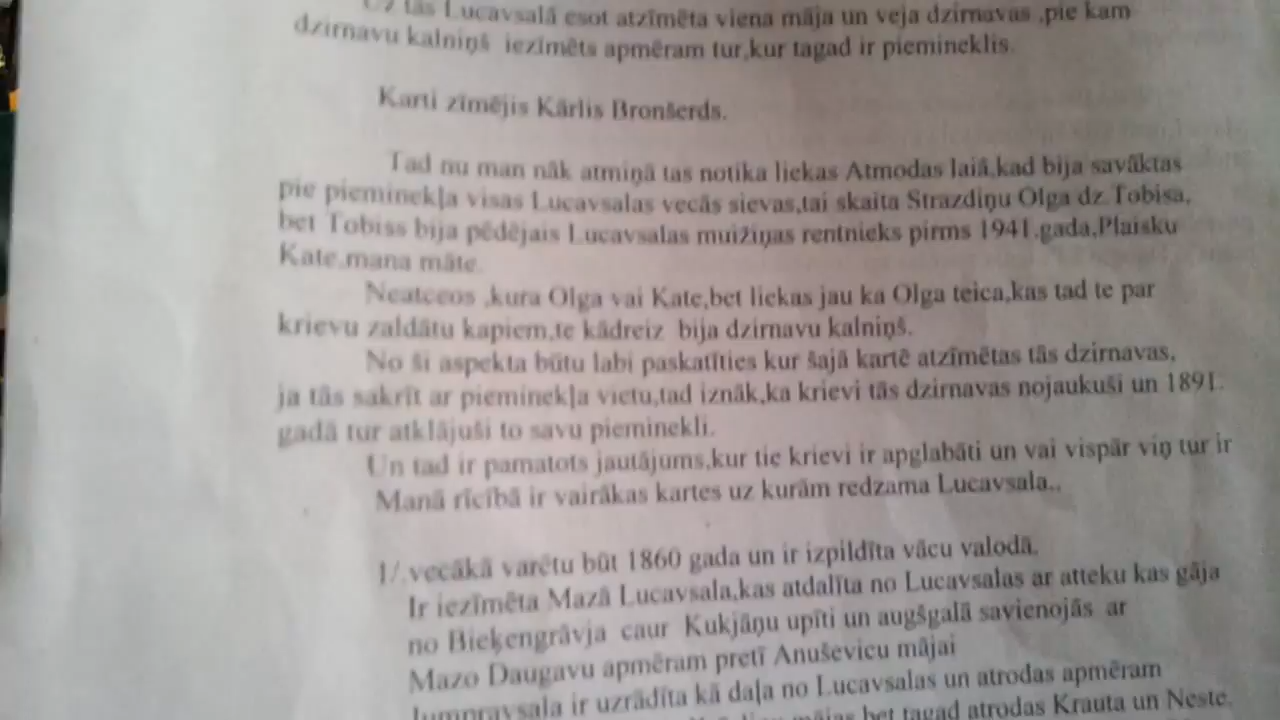 Uz tās Lucavsalā esot atzīmēta viena māja un veja dzirnavas ,pie kam
dzirnavu kalniņš iezīmēts apmēram tur,kur tagad ir piemineklis.
Karti zīmējis Kārlis Bronšerds.
Tad nu man nāk atmiņā tas notika liekas Atmodas laiā,kad bija savāktas
pie pieminekļa visas Lucavsalas vecās sievas,tai skaita Strazdiņu Olga dz.Tobisa,
bet Tobiss bija pēdējais Lucavsalas muižiņas rentnieks pirms 1941.gada,Plaisku
Kate,mana māte.
Neatceos ,kura Olga vai Kate,bet liekas jau ka Olga teica,kas tad te par
krievu zaldātu kapiem,te kādreiz bija dzirnavu kalniņš.
No ši aspekta būtu labi paskatīties kur šajā kartē atzīmētas tās dzirnavas,
ja tās sakrīt ar pieminekļa vietu,tad iznāk,ka krievi tās dzirnavas nojaukuši un 1891.
gadā tur atklājuši to savu pieminekli.
Un tad ir pamatots jautājums,kur tie krievi ir apglabāti un vai vispār viņ tur ir
Manā rīcībā ir vairākas kartes uz kurām redzama Lucavsala,.
1/.vecākā varētu būt 1860 gada un ir izpildīta vācu valodā,
Ir iezīmēta Mazā Lucavsala,kas atdalīta no Lucavsalas ar atteku kas gāja
no Bieķengrāvja caur Kukjāņu upīti un augšgalā savienojās ar
Mazo Daugavu apmēram pretī Anuševicu mājai
Jumpravsala ir uzrādīta kā daļa no Lucavsalas un atrodas apmēram
mājas bet tagad atrodas Krauta un Neste